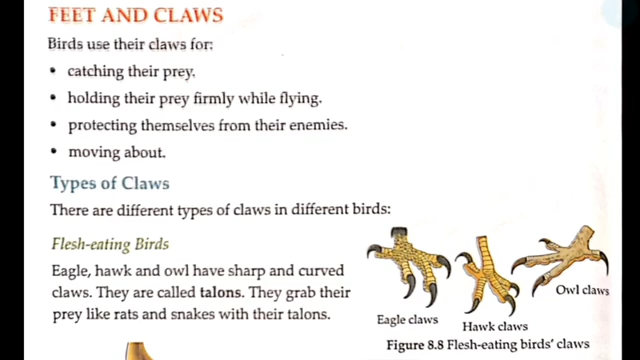 FEET AND CLAWS
Birds use their claws for:
• catching their prey.
• holding their prey firmly while flying.
• protecting themselves from their enemies.
• moving about.
Types of Claws
There are different types of claws in different birds:
Flesh-eating Birds
Eagle, hawk and owl have sharp and curved
claws. They are called talons. They grab their
prey like rats and snakes with their talons.
Eagle claws
Hawk claws
Owl claws
Figure 8.8 Flesh-eating birds' claws